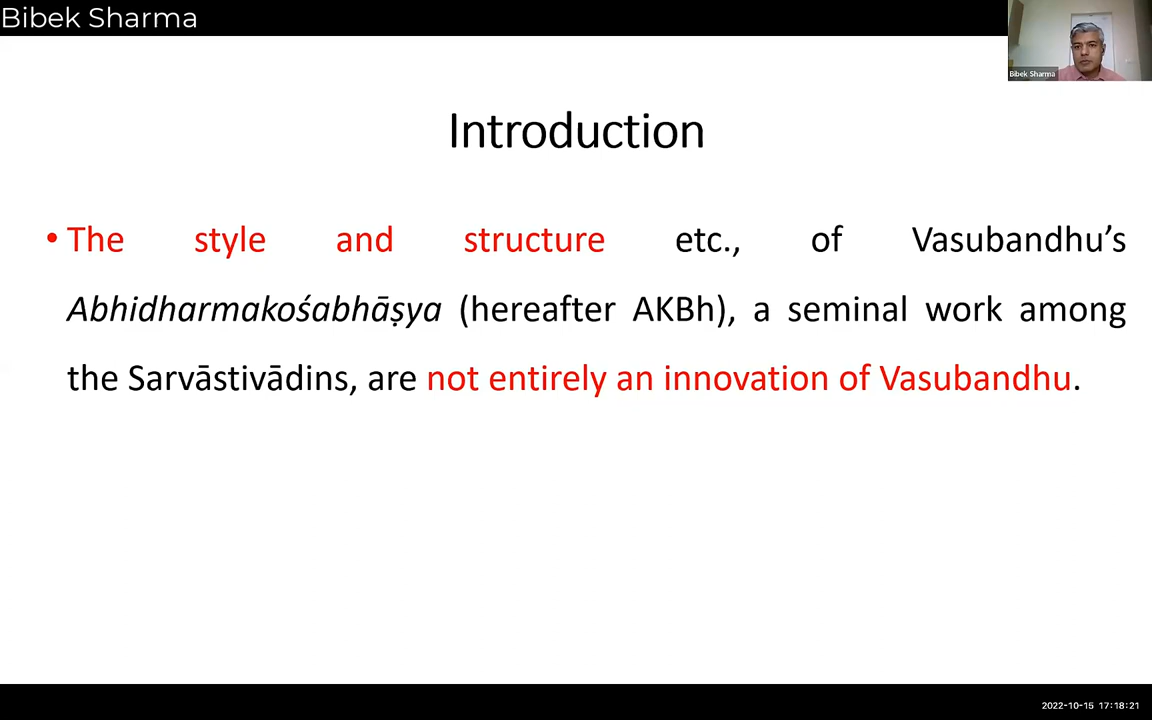 Bibek Sharma
Bibek Sharma
Introduction
• The style and structure etc., of Vasubandhu’s
Abhidharmakośabhāṣya (hereafter AKBh), a seminal work among
the Sarvāstivādins, are not entirely an innovation of Vasubandhu.
2022-10-15 17:18:21